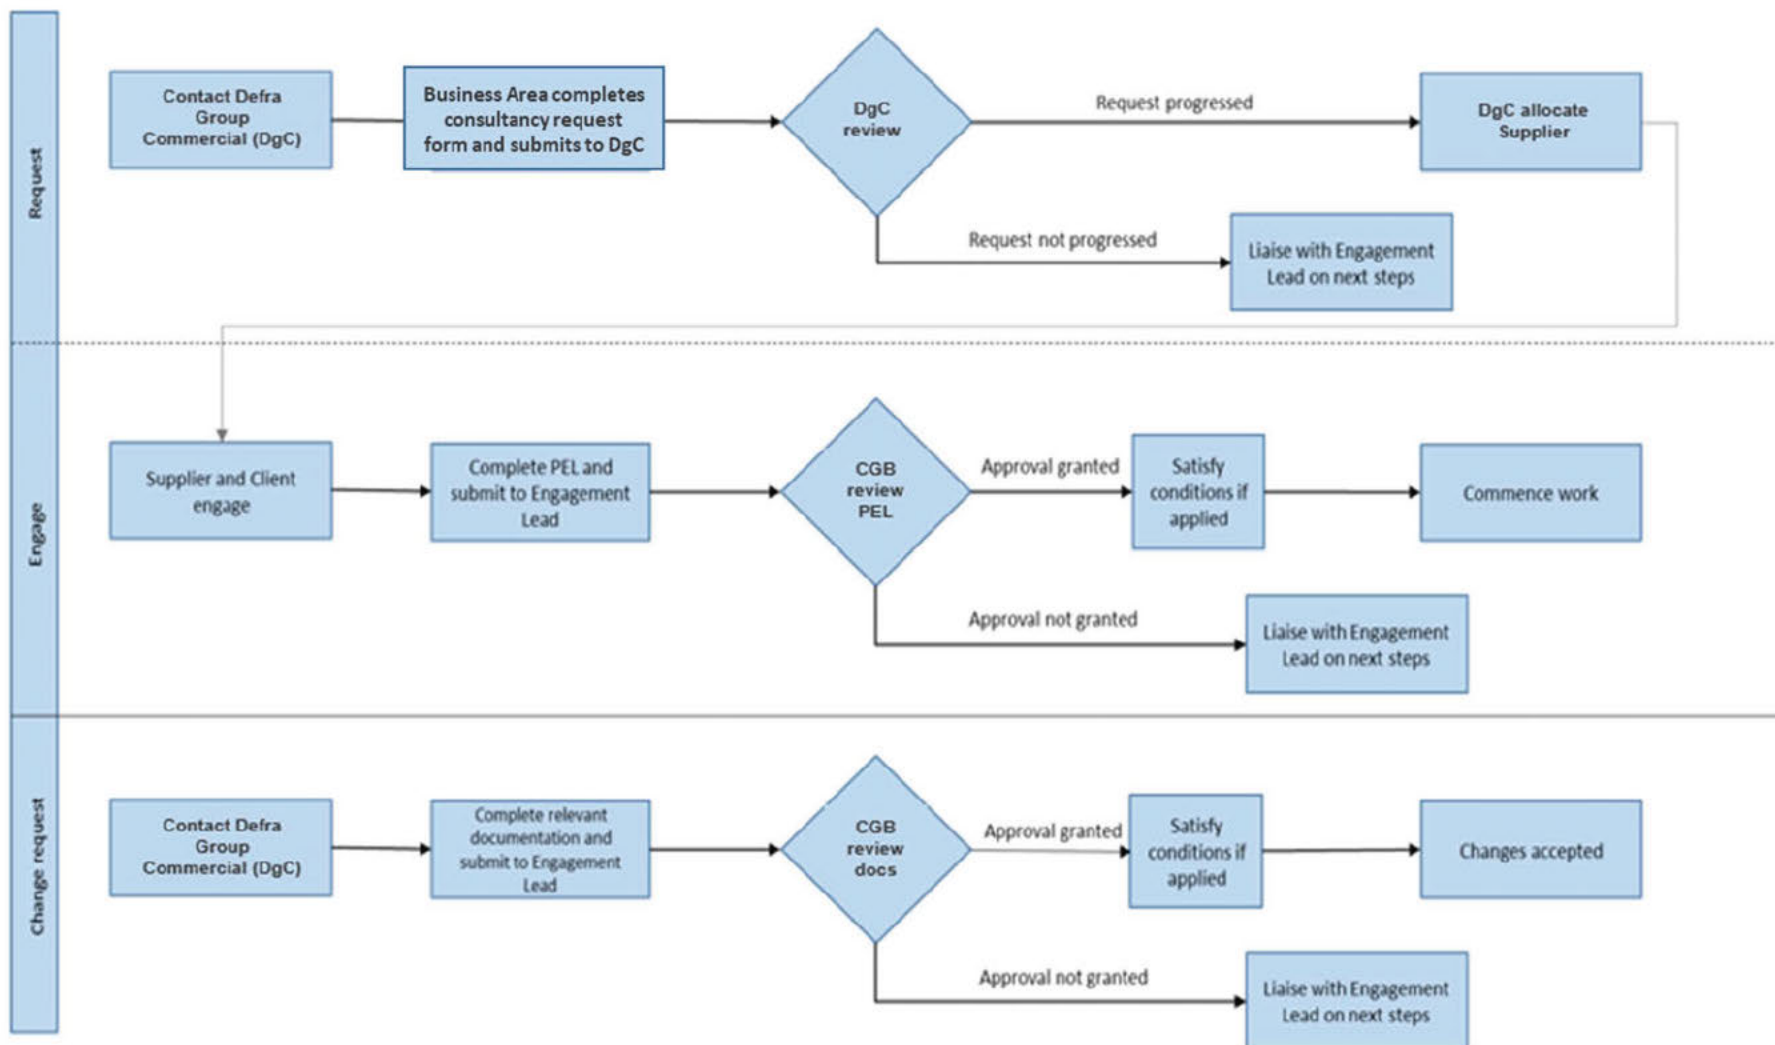 Request
Contact Defra
Group
Commercial (DgC)
Business Area completes
consultancy request
form and submits to DgC
DgC
review
Request progressed
DgC allocate
Supplier
Request not progressed
Liaise with Engagement
Lead on next steps
Engage
Supplier and Client
engage
Complete PEL and
submit to Engagement
Lead
CGB
review
PEL
Approval granted
Satisfy
conditions if
applied
Commence work
Approval not granted
Liaise with Engagement
Lead on next steps
Change request
Contact Defra
Group
Commercial (DgC)
Complete relevant
documentation and
submit to Engagement
Lead
CGB
review
docs
Approval granted
Satisfy
conditions if
applied
Changes accepted
Approval not granted
Liaise with Engagement
Lead on next steps